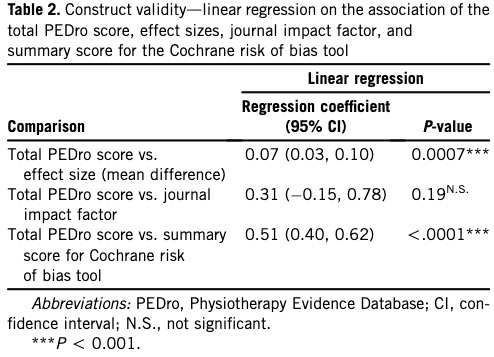 Table 2. Construct validity—linear regression on the association of the
total PEDro score, effect sizes, journal impact factor, and
summary score for the Cochrane risk of bias tool
Linear regression
Regression coefficient
Comparison (95% CI) P-value
Total PEDro score vs. 0.07 (0.03, 0.10) 0.0007***
effect size (mean difference)
Total PEDro score vs. journal 0.31 (−0.15, 0.78) 0.19N.S.
impact factor
Total PEDro score vs. summary 0.51 (0.40, 0.62) <.0001***
score for Cochrane risk
of bias tool
Abbreviations: PEDro, Physiotherapy Evidence Database; CI, con-
fidence interval; N.S., not significant.
***P < 0.001.